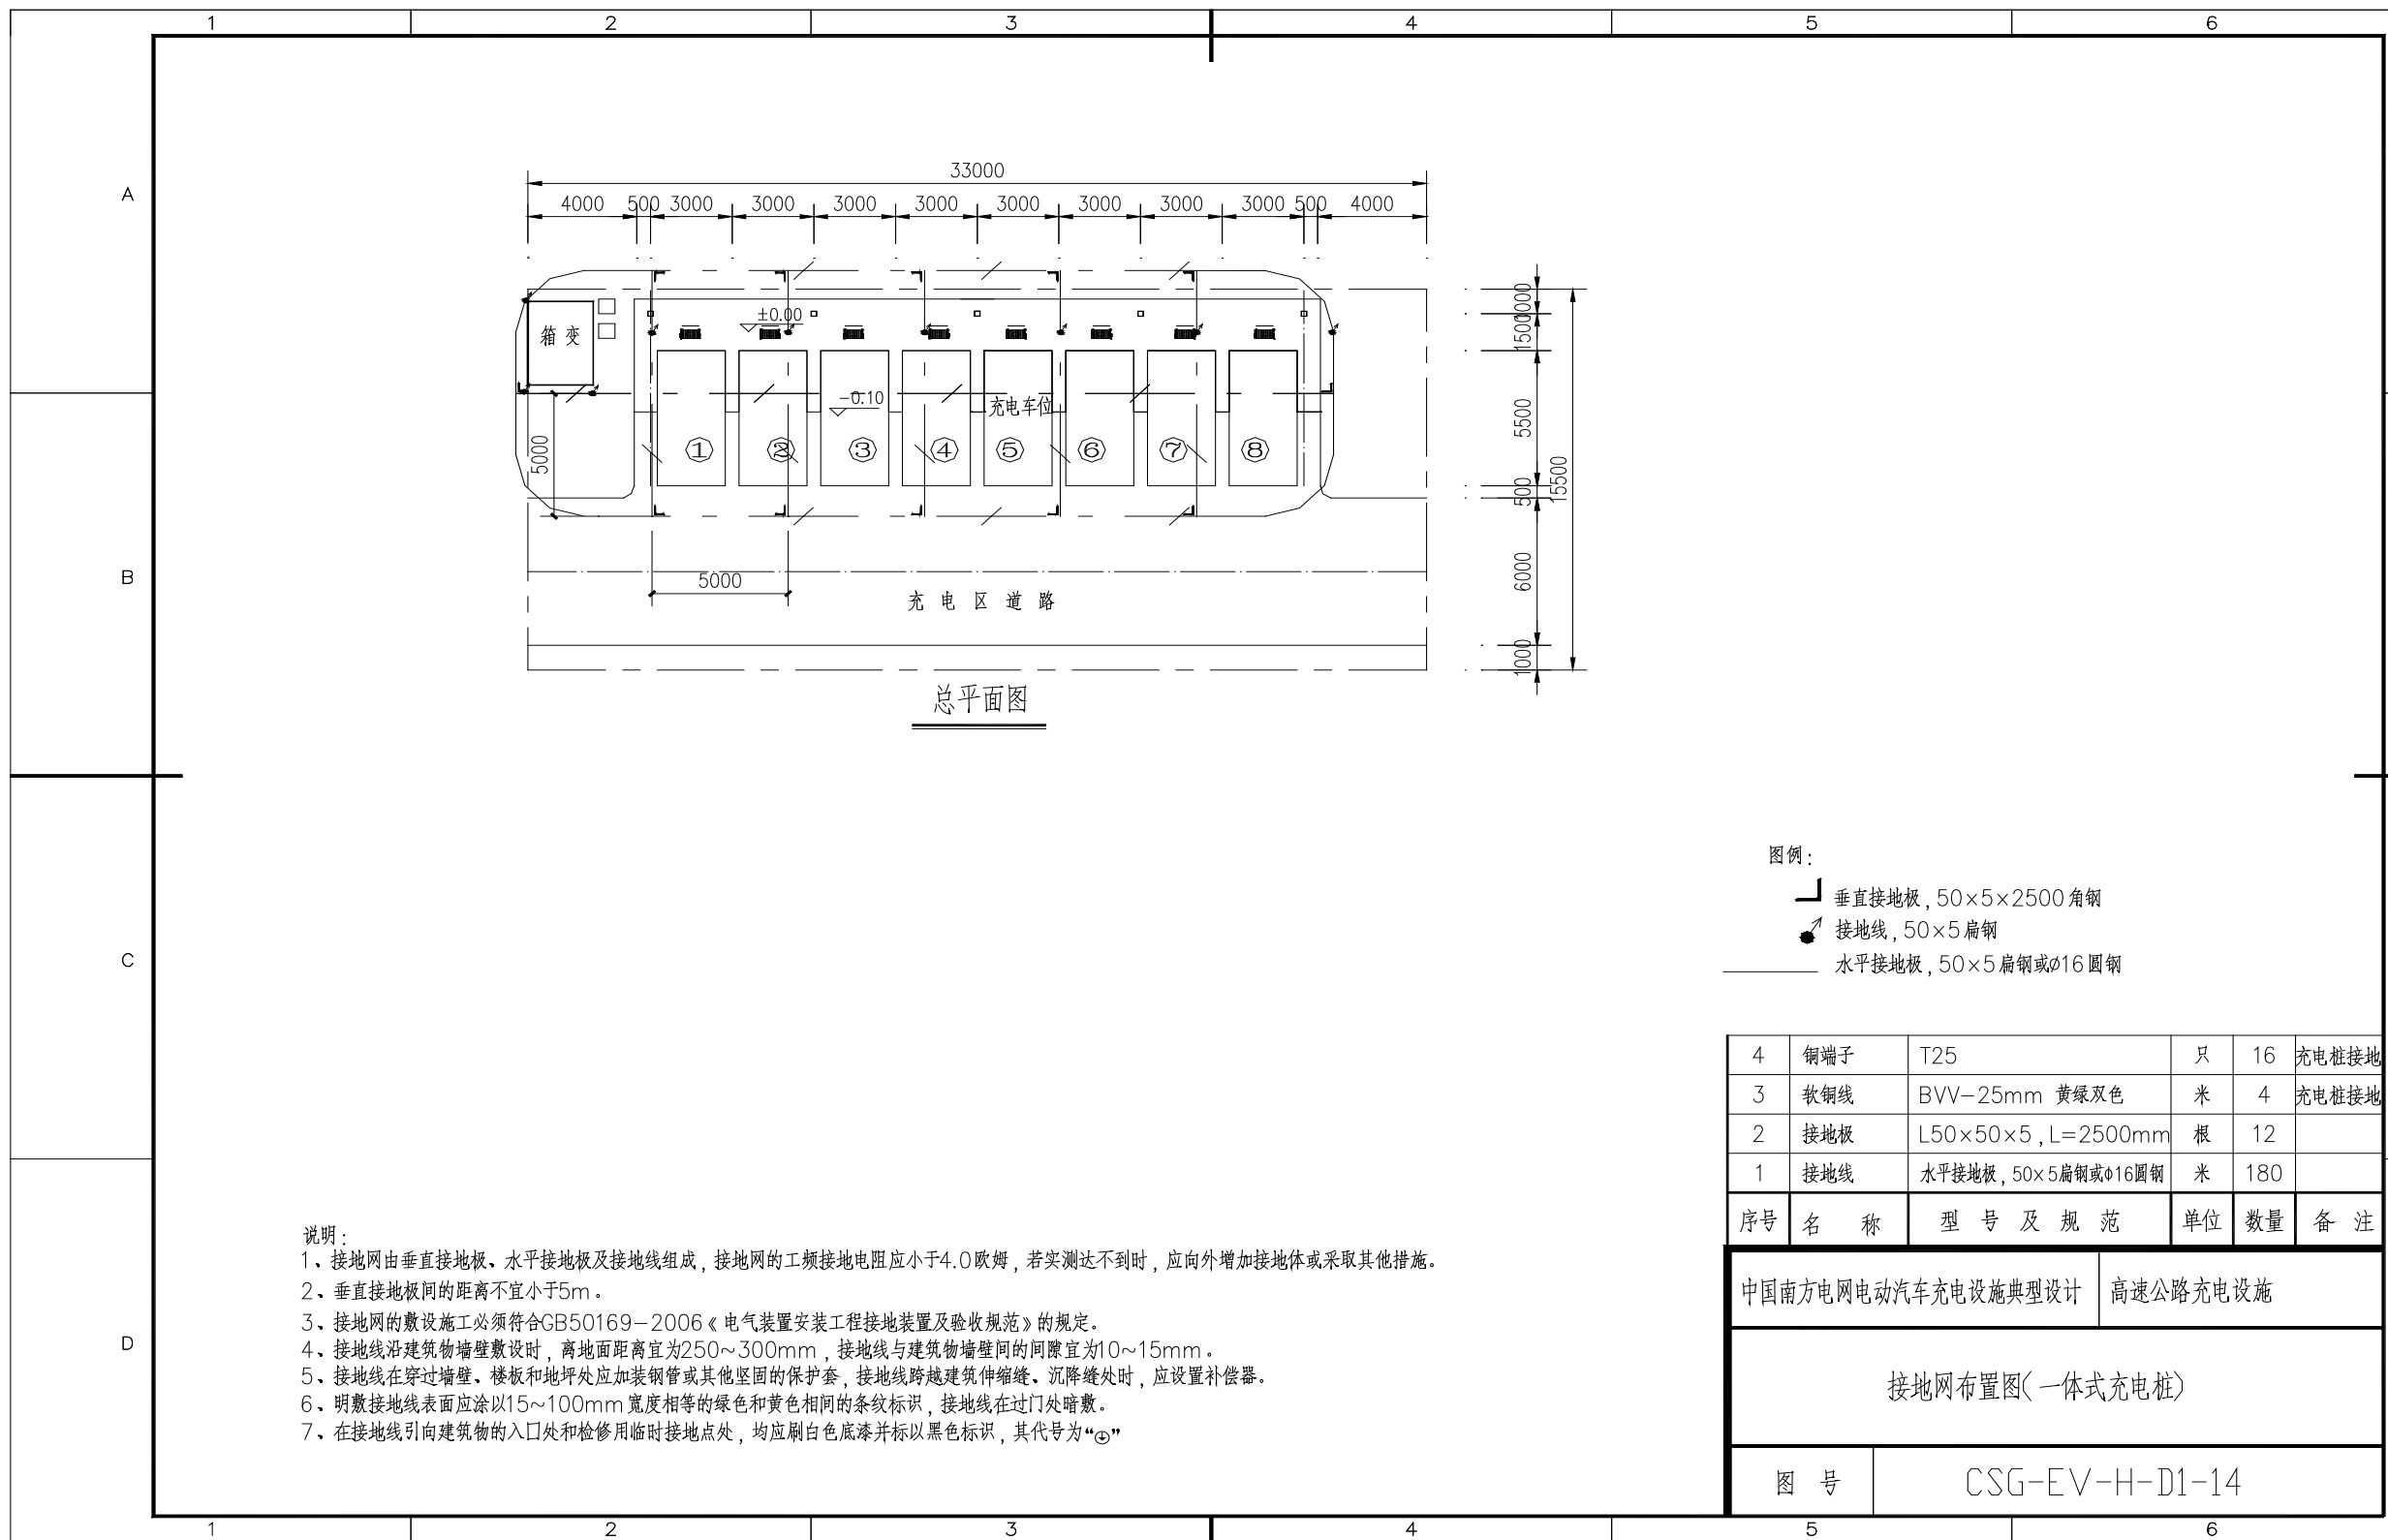 1 2 3 4 5 6
A
B
C
D
33000
4000 500 3000 3000 3000 3000 3000 3000 3000 3000 500 4000
箱 变
±0.00
-0.10
充电车位
① ② ③ ④ ⑤ ⑥ ⑦ ⑧
5000
5000
充 电 区 道 路
1000
1500
5500
500
6000
1000
15500
总平面图
图例:
垂直接地极,50×5×2500角钢
接地线,50×5扁钢
水平接地极,50×5扁钢或Ø16圆钢
4 铜端子 T25 只 16 充电桩接地
3 软铜线 BVV-25mm 黄绿双色 米 4 充电桩接地
2 接地极 L50×50×5,L=2500mm 根 12
1 接地线 水平接地极,50×5扁钢或φ16圆钢 米 180
序号 名 称 型 号 及 规 范 单位 数量 备 注
中国南方电网电动汽车充电设施典型设计 高速公路充电设施
接地网布置图(一体式充电桩)
图 号 CSG-EV-H-D1-14
说明:
1、接地网由垂直接地极、水平接地极及接地线组成,接地网的工频接地电阻应小于4.0欧姆,若实测达不到时,应向外增加接地体或采取其他措施。
2、垂直接地极间的距离不宜小于5m。
3、接地网的敷设施工必须符合GB50169-2006《电气装置安装工程接地装置及验收规范》的规定。
4、接地线沿建筑物墙壁敷设时,离地面距离宜为250~300mm,接地线与建筑物墙壁间的间隙宜为10~15mm。
5、接地线在穿过墙壁、楼板和地坪处应加装钢管或其他坚固的保护套,接地线跨越建筑伸缩缝、沉降缝处时,应设置补偿器。
6、明敷接地线表面应涂以15~100mm宽度相等的绿色和黄色相间的条纹标识,接地线在过门处暗敷。
7、在接地线引向建筑物的入口处和检修用临时接地点处,均应刷白色底漆并标以黑色标识,其代号为“⏚”
1 2 3 4 5 6